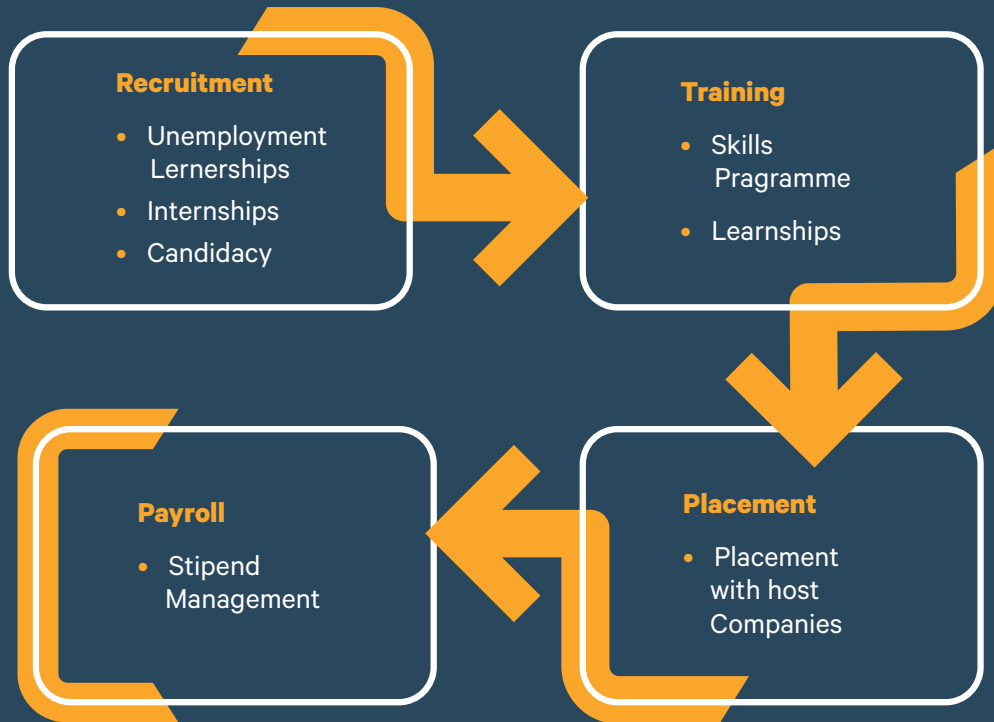 Recruitment
• Unemployment
Lernerships
• Internships
• Candidacy
Training
• Skills
Pragramme
• Learnships
Placement
• Placement
with host
Companies
Payroll
• Stipend
Management